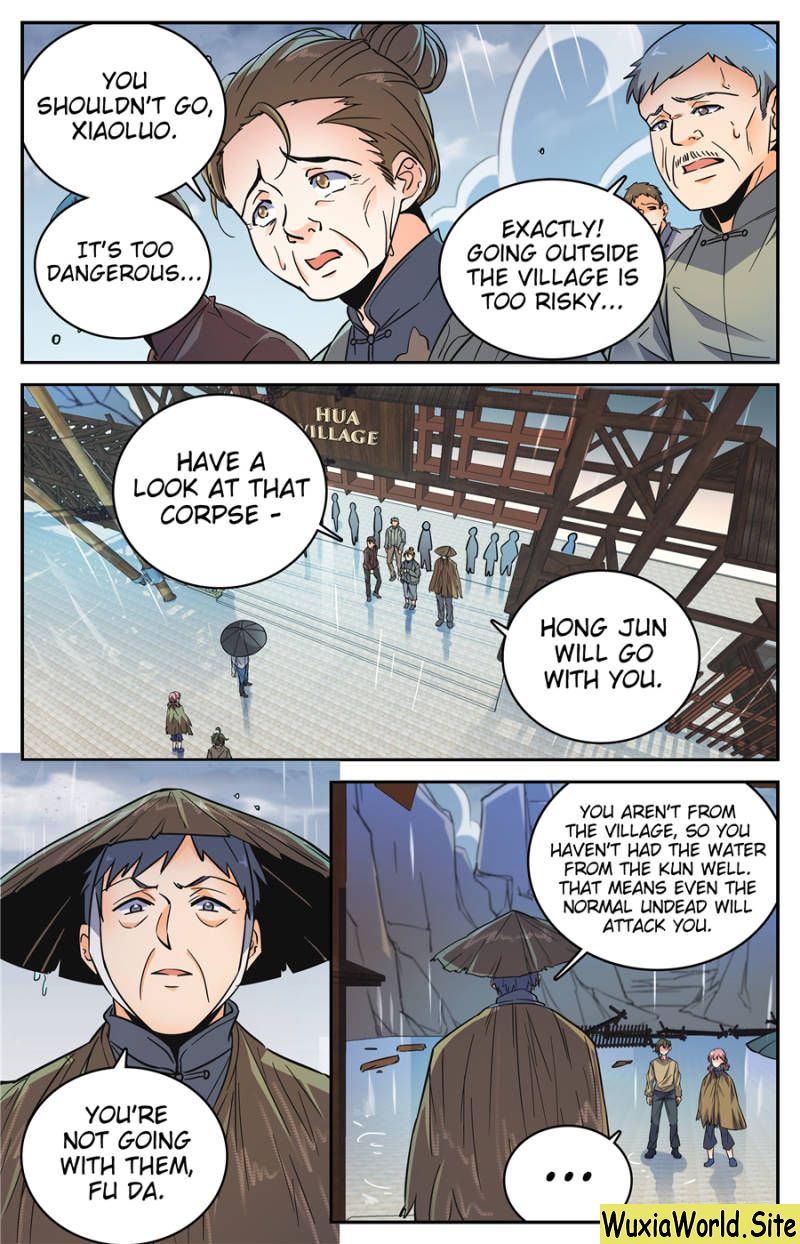 YOU
SHOULDN'T GO,
XIAOLUO.
IT'S TOO
DANGEROUS...
EXACTLY!
GOING OUTSIDE
THE VILLAGE IS
TOO RISKY...
HUA
VILLAGE
HAVE A
LOOK AT THAT
CORPSE -
HONG JUN
WILL GO
WITH YOU.
YOU'RE
NOT GOING
WITH THEM,
FU DA.
YOU AREN'T FROM
THE VILLAGE, SO YOU
HAVEN'T HAD THE WATER
FROM THE KUN WELL.
THAT MEANS EVEN THE
NORMAL UNDEAD WILL
ATTACK YOU.
...
WuxiaWorld.Site